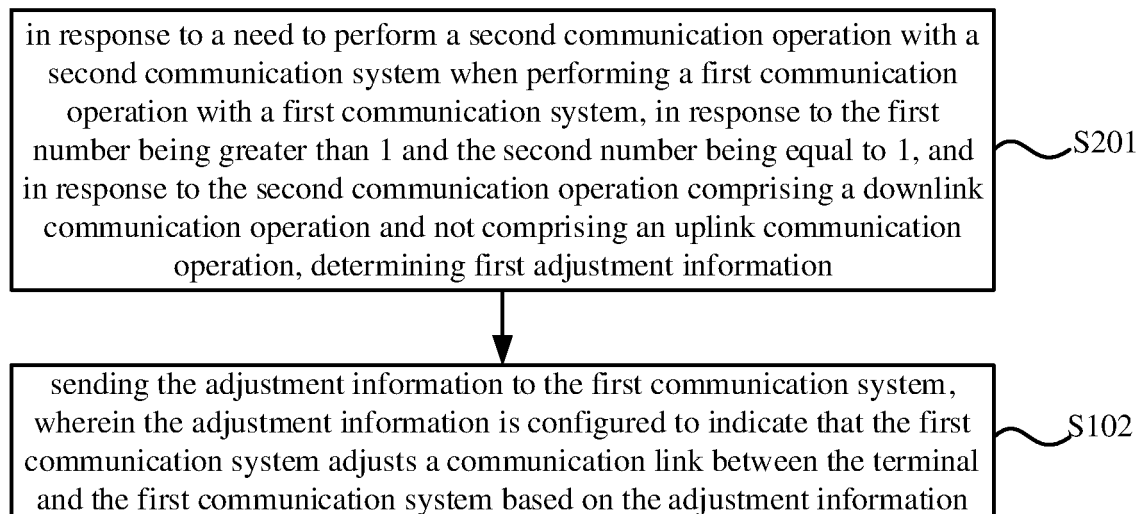 in response to a need to perform a second communication operation with a
second communication system when performing a first communication
operation with a first communication system, in response to the first
number being greater than 1 and the second number being equal to 1, and
in response to the second communication operation comprising a downlink
communication operation and not comprising an uplink communication
operation, determining first adjustment information
S201
sending the adjustment information to the first communication system,
wherein the adjustment information is configured to indicate that the first
communication system adjusts a communication link between the terminal
and the first communication system based on the adjustment information
S102